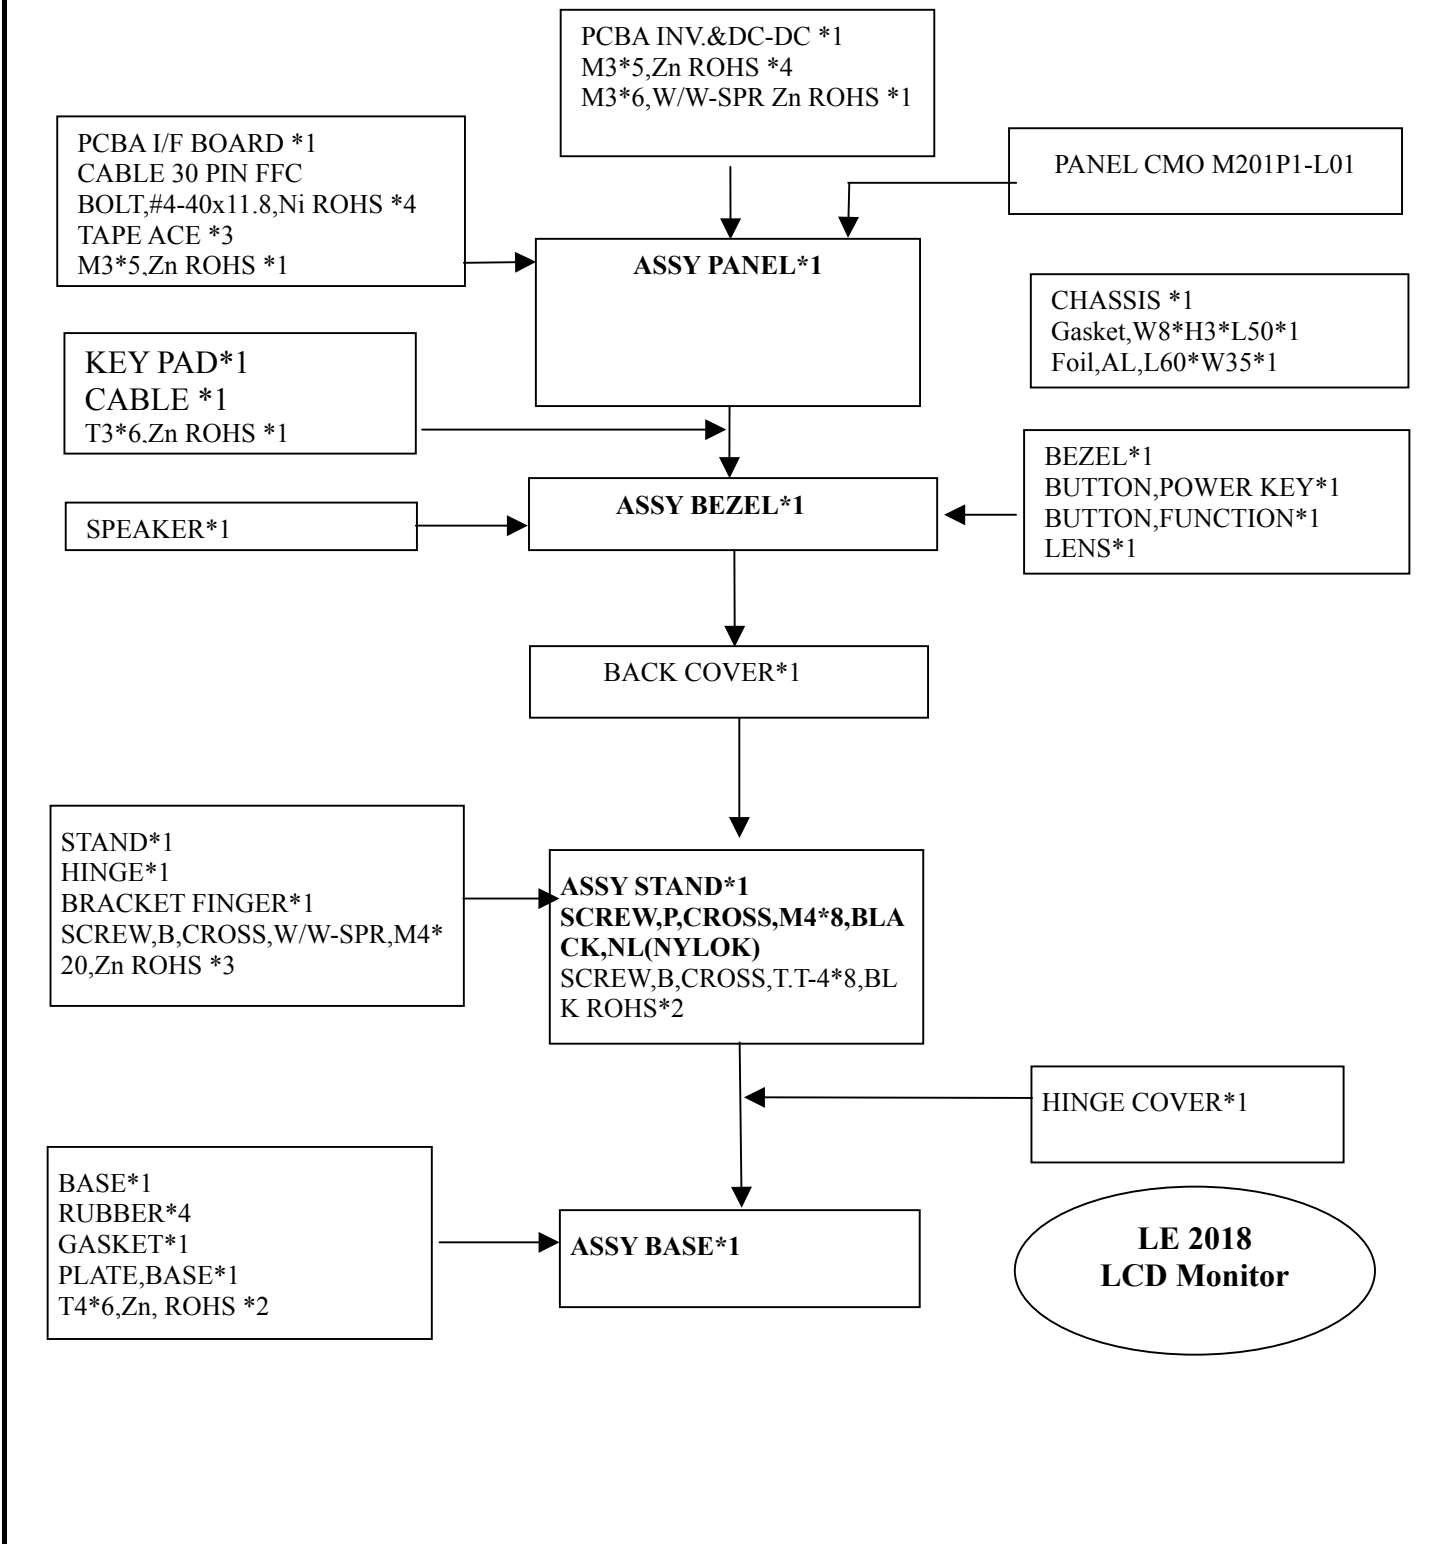 PCBA INV.&DC-DC *1
M3*5,Zn ROHS *4
M3*6,W/W-SPR Zn ROHS *1
PCBA I/F BOARD *1
CABLE 30 PIN FFC
BOLT,#4-40x11.8,Ni ROHS *4
TAPE ACE *3
M3*5,Zn ROHS *1
PANEL CMO M201P1-L01
ASSY PANEL*1
CHASSIS *1
Gasket,W8*H3*L50*1
Foil,AL,L60*W35*1
KEY PAD*1
CABLE *1
T3*6,Zn ROHS *1
BEZEL*1
BUTTON,POWER KEY*1
BUTTON,FUNCTION*1
LENS*1
ASSY BEZEL*1
SPEAKER*1
BACK COVER*1
STAND*1
HINGE*1
BRACKET FINGER*1
SCREW,B,CROSS,W/W-SPR,M4*
20,Zn ROHS *3
ASSY STAND*1
SCREW,P,CROSS,M4*8,BLA
CK,NL(NYLOK)
SCREW,B,CROSS,T.T-4*8,BL
K ROHS*2
HINGE COVER*1
BASE*1
RUBBER*4
GASKET*1
PLATE,BASE*1
T4*6,Zn, ROHS *2
ASSY BASE*1
LE 2018
LCD Monitor